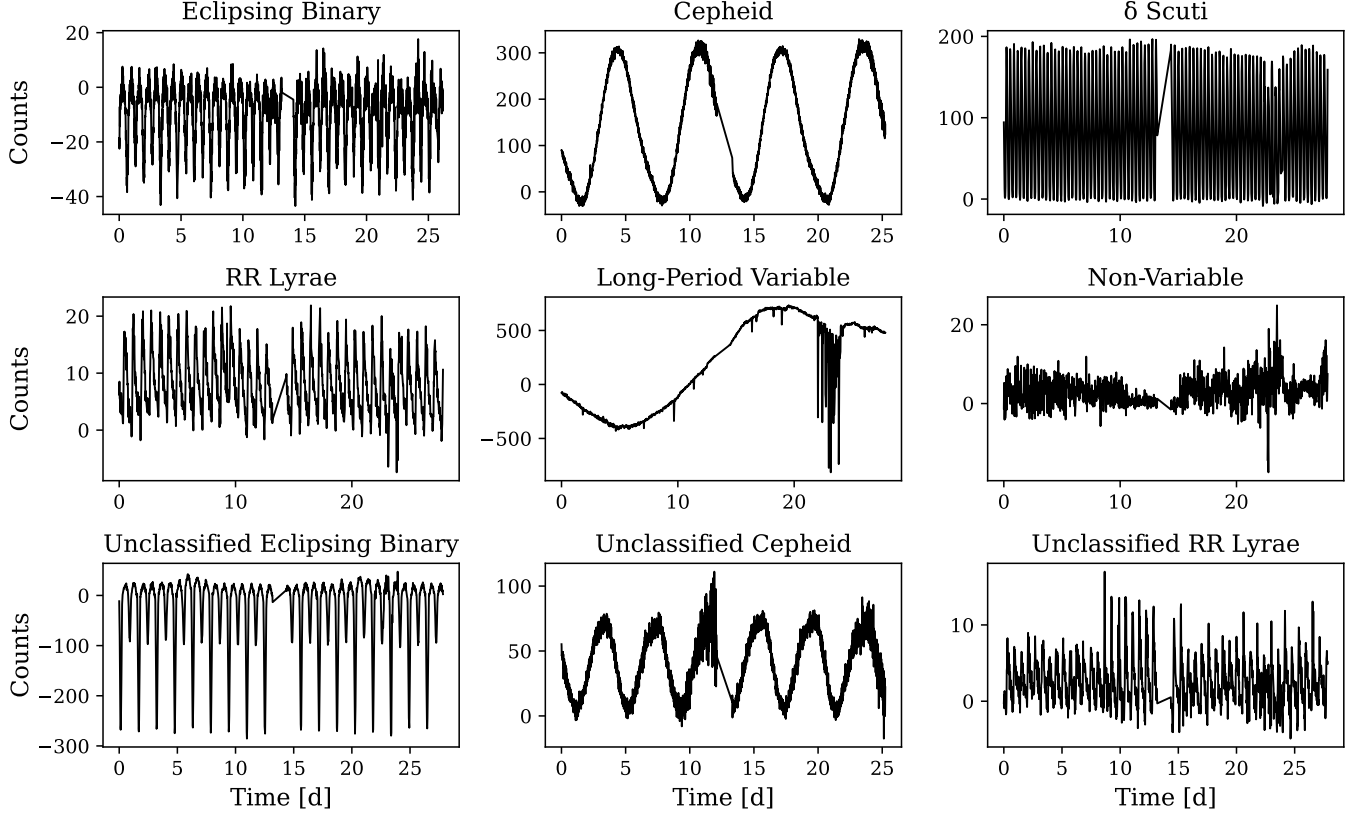 Eclipsing Binary
Cepheid
δ Scuti
Counts
20
0
−20
−40
0 5 10 15 20 25
300
200
100
0
0 5 10 15 20 25
200
100
0
0 10 20
RR Lyrae
Long-Period Variable
Non-Variable
Counts
20
10
0
0 10 20
500
0
−500
0 10 20
20
0
0 10 20
Unclassified Eclipsing Binary
Unclassified Cepheid
Unclassified RR Lyrae
Counts
0
−100
−200
−300
0 5 10 15 20 25
100
50
0
0 5 10 15 20 25
10
0
0 5 10 15 20 25
Time [d]
Time [d]
Time [d]